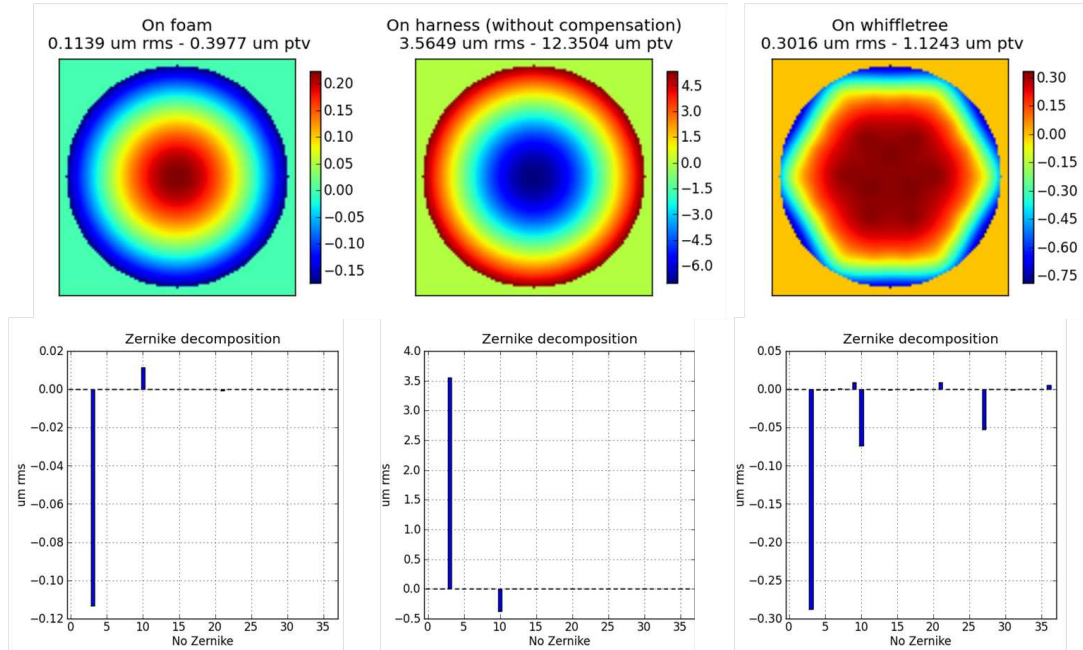 On foam
0.1139 um rms - 0.3977 um ptv
0.20
0.15
0.10
0.05
0.00
−0.05
−0.10
−0.15
On harness (without compensation)
3.5649 um rms - 12.3504 um ptv
4.5
3.0
1.5
0.0
−1.5
−3.0
−4.5
−6.0
On whiffletree
0.3016 um rms - 1.1243 um ptv
0.30
0.15
0.00
−0.15
−0.30
−0.45
−0.60
−0.75
Zernike decomposition
0.02
0.00
−0.02
−0.04
−0.06
−0.08
−0.10
−0.12
um rms
0 5 10 15 20 25 30 35
No Zernike
Zernike decomposition
4.0
3.5
3.0
2.5
2.0
1.5
1.0
0.5
0.0
−0.5
um rms
0 5 10 15 20 25 30 35
No Zernike
Zernike decomposition
0.05
0.00
−0.05
−0.10
−0.15
−0.20
−0.25
−0.30
um rms
0 5 10 15 20 25 30 35
No Zernike